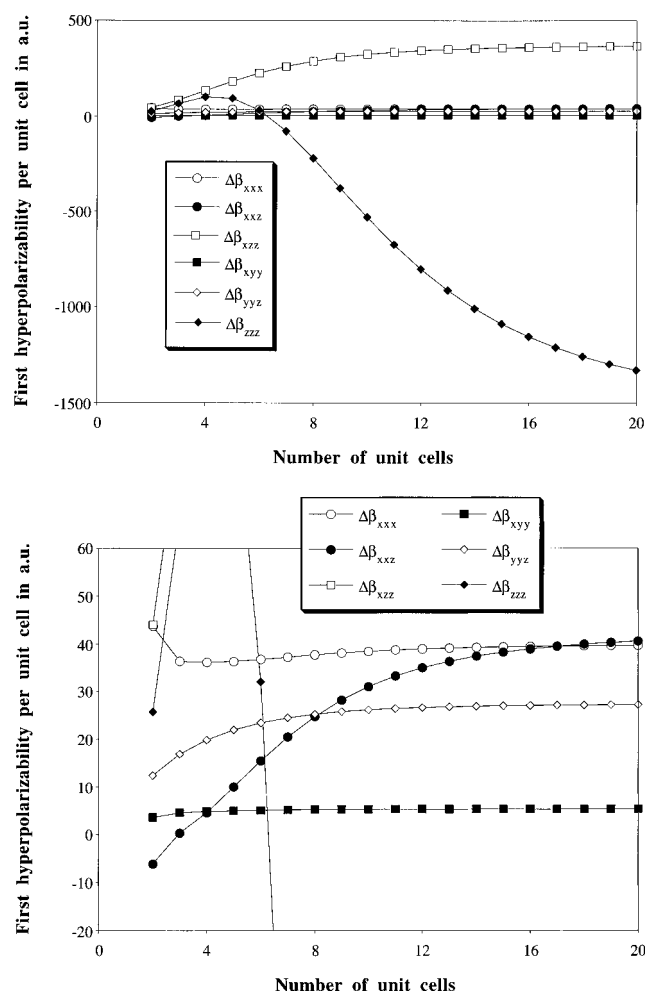 First hyperpolarizability per unit cell in a.u.
500
0
-500
-1000
-1500
Δβxxx
Δβxxz
Δβxzz
Δβxyy
Δβyyz
Δβzzz
0 4 8 12 16 20
Number of unit cells
Δβxxx Δβxyy
Δβxxz Δβyyz
Δβxzz Δβzzz
First hyperpolarizability per unit cell in a.u.
60
50
40
30
20
10
0
-10
-20
0 4 8 12 16 20
Number of unit cells